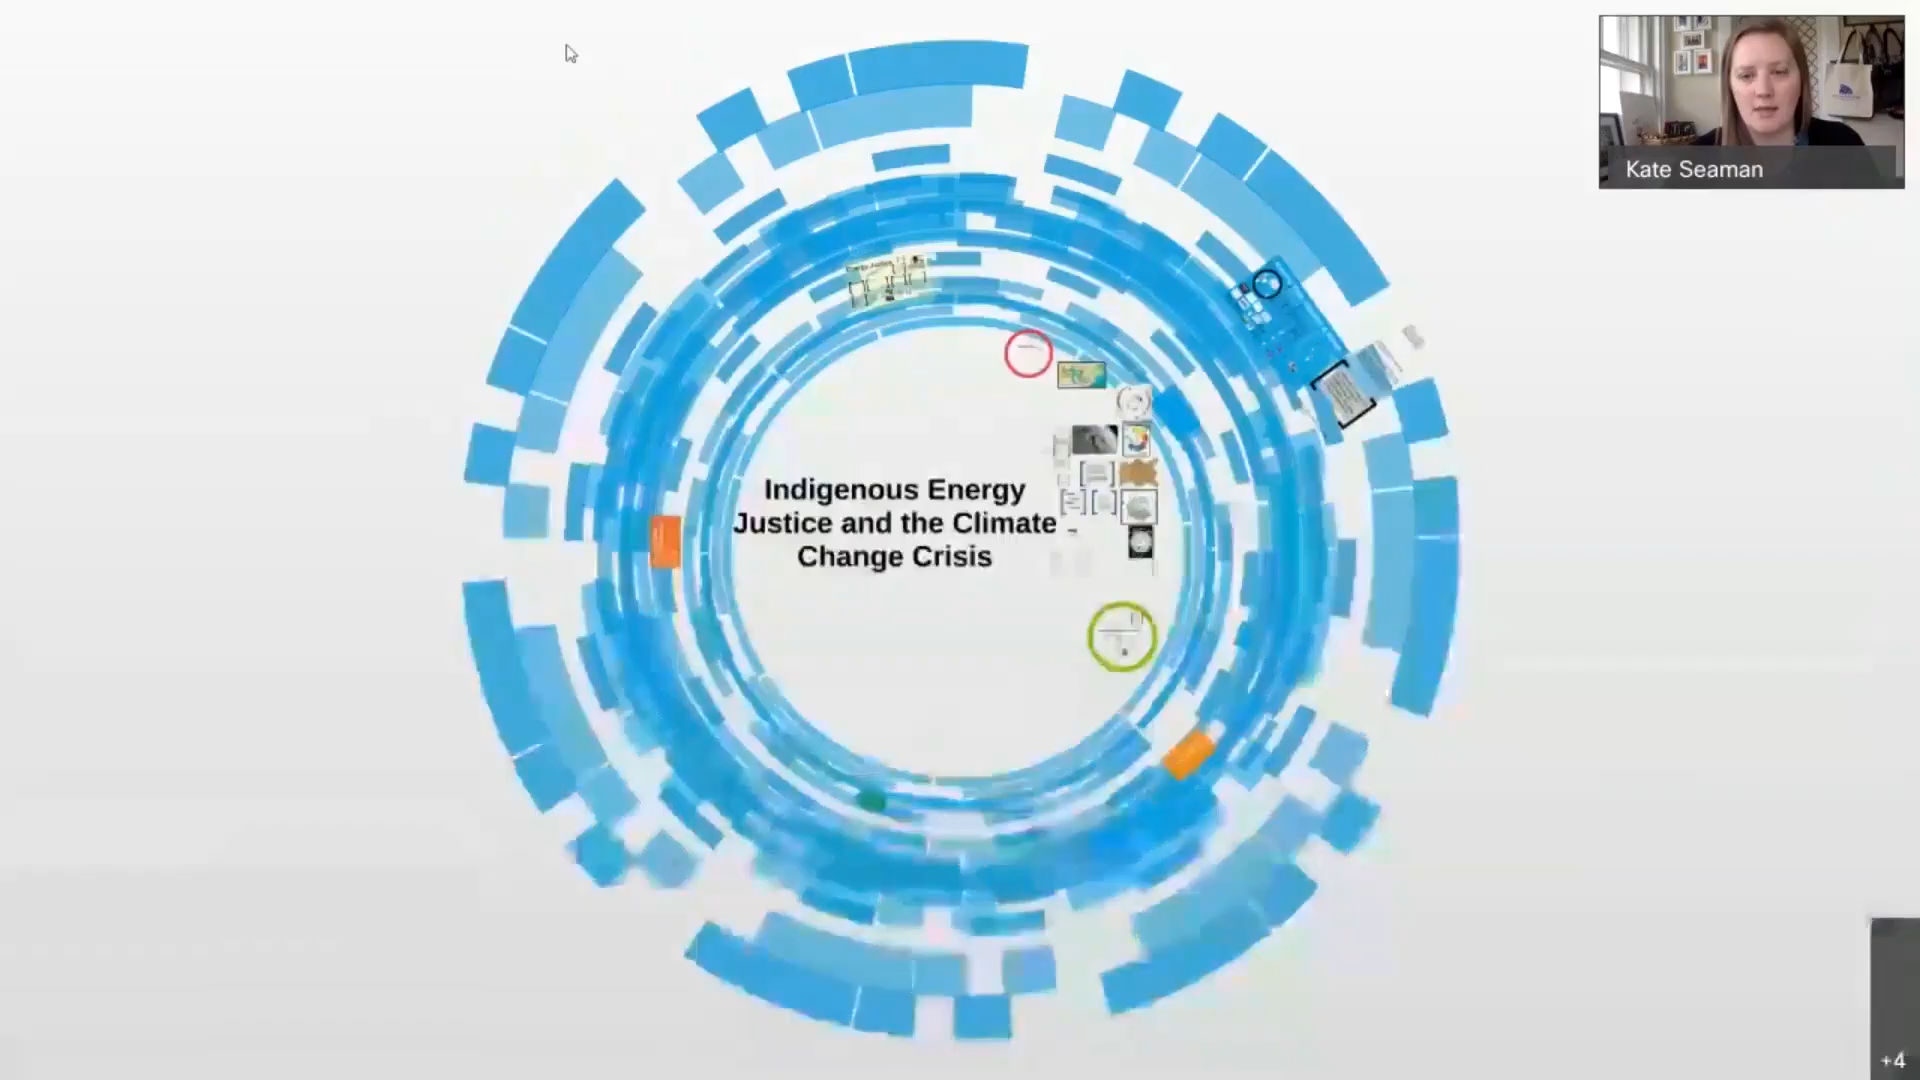 Kate Seaman
Indigenous Energy
Justice and the Climate
Change Crisis
+4